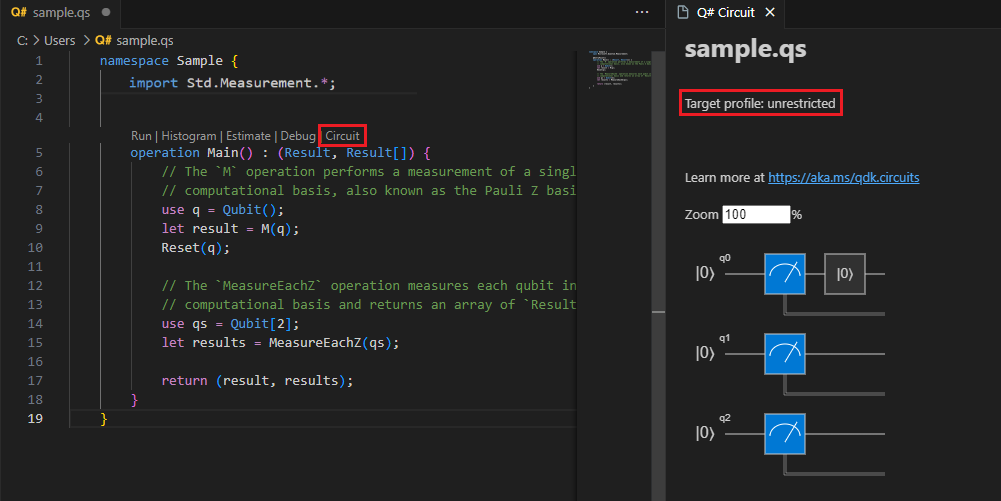 Q# sample.qs
C: > Users > Q# sample.qs
1 namespace Sample {
2 import Std.Measurement.*;
3
4
Run | Histogram | Estimate | Debug | Circuit
5 operation Main() : (Result, Result[]) {
6 // The `M` operation performs a measurement of a singl
7 // computational basis, also known as the Pauli Z basi
8 use q = Qubit();
9 let result = M(q);
10 Reset(q);
11
12 // The `MeasureEachZ` operation measures each qubit in
13 // computational basis and returns an array of `Result
14 use qs = Qubit[2];
15 let results = MeasureEachZ(qs);
16
17 return (result, results);
18 }
19 }
Q# Circuit
sample.qs
Target profile: unrestricted
Learn more at https://aka.ms/qdk.circuits
Zoom 100 %
|0⟩ q0 |0⟩
|0⟩ q1
|0⟩ q2